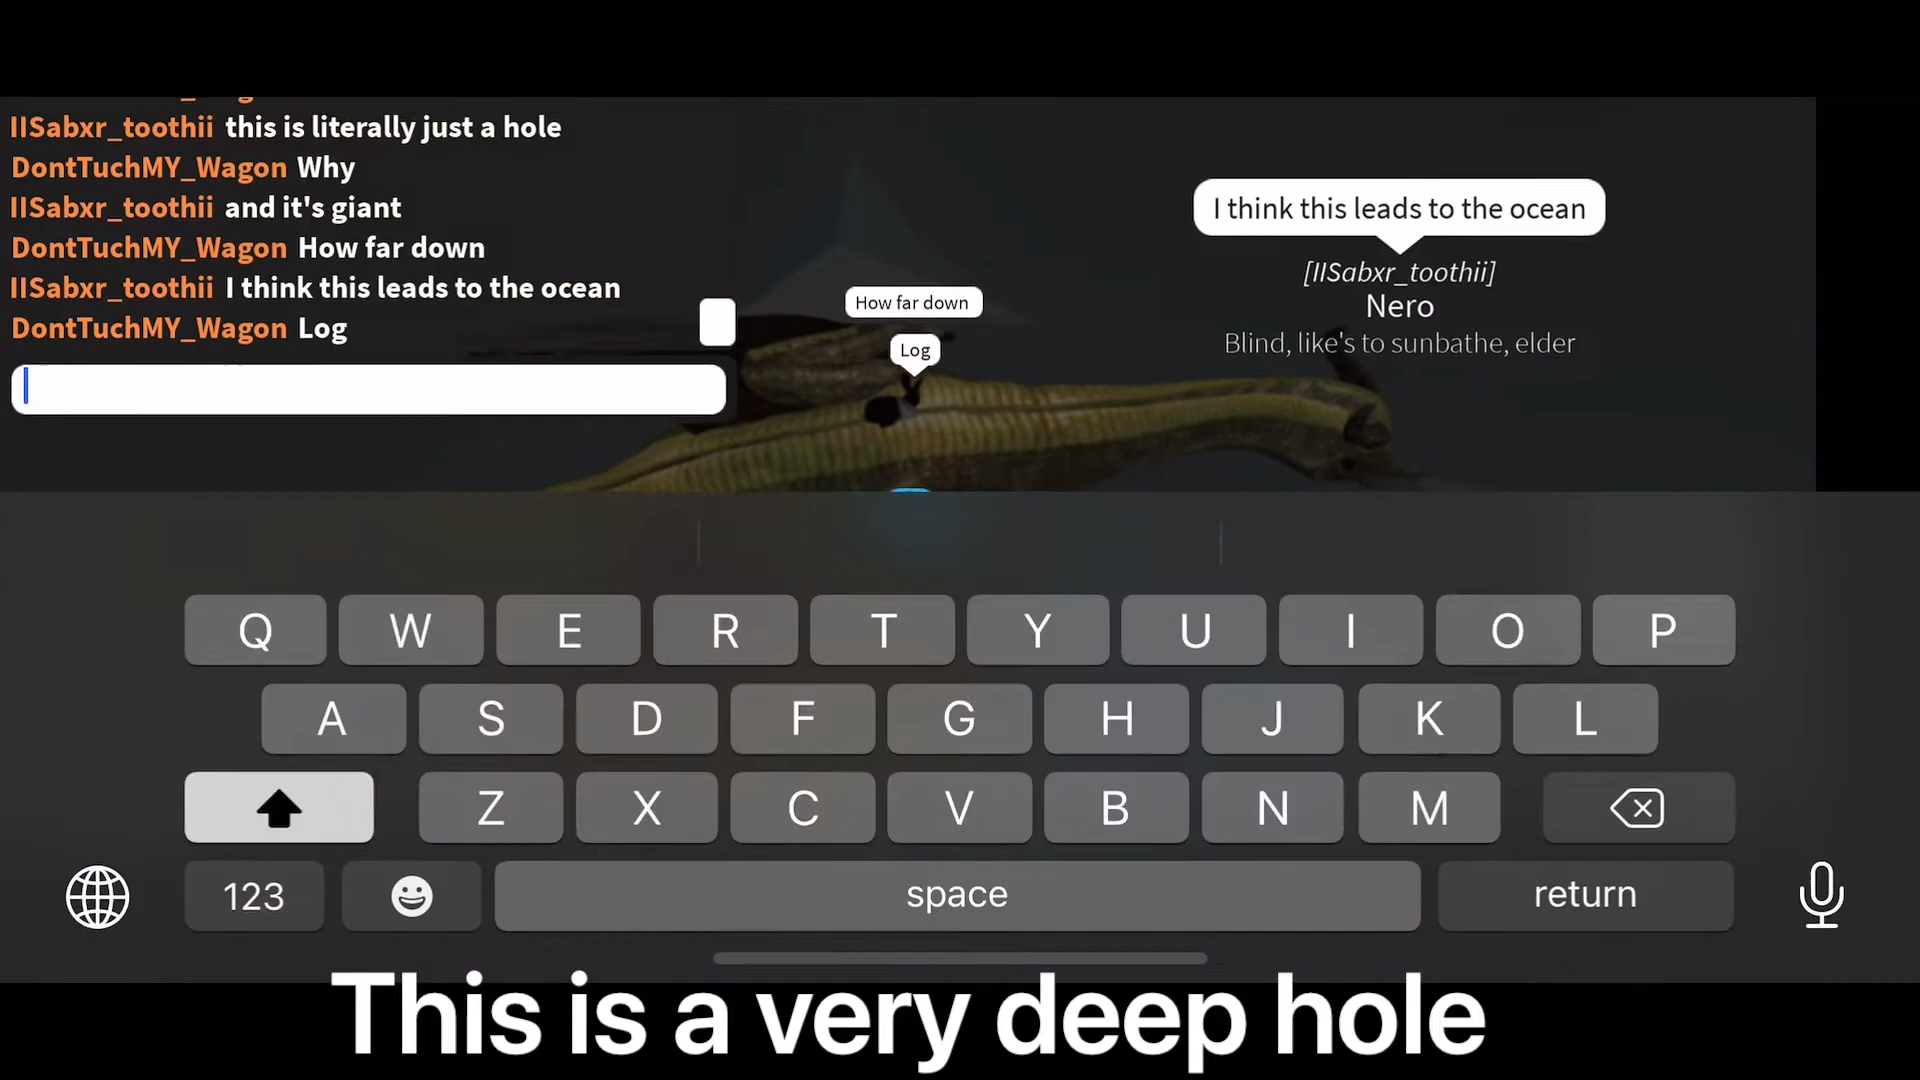 IISabxr_toothii this is literally just a hole
DontTuchMY_Wagon Why
IISabxr_toothii and it's giant
DontTuchMY_Wagon How far down
IISabxr_toothii I think this leads to the ocean
DontTuchMY_Wagon Log
I think this leads to the ocean
[IISabxr_toothii]
Nero
Blind, like's to sunbathe, elder
How far down
Log
Q W E R T Y U I O P
A S D F G H J K L
Z X C V B N M
123 space return
This is a very deep hole